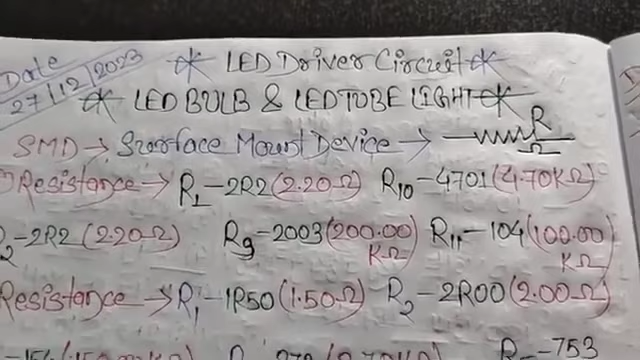 Date
27/12/2023
LED Driver Circuit
LED BULB & LED TOBE LIGHT
SMD → Surface Mount Device → R Ω
Resistance → R1 - 2R2 (2.20Ω) R10 - 4701 (4.70KΩ)
2 - 2R2 (2.20Ω) R9 - 2003 (200.00 KΩ) R11 - 104 (100.00 KΩ)
Resistance → R1 - 1R50 (1.50Ω) R2 - 2R00 (2.00Ω)
753